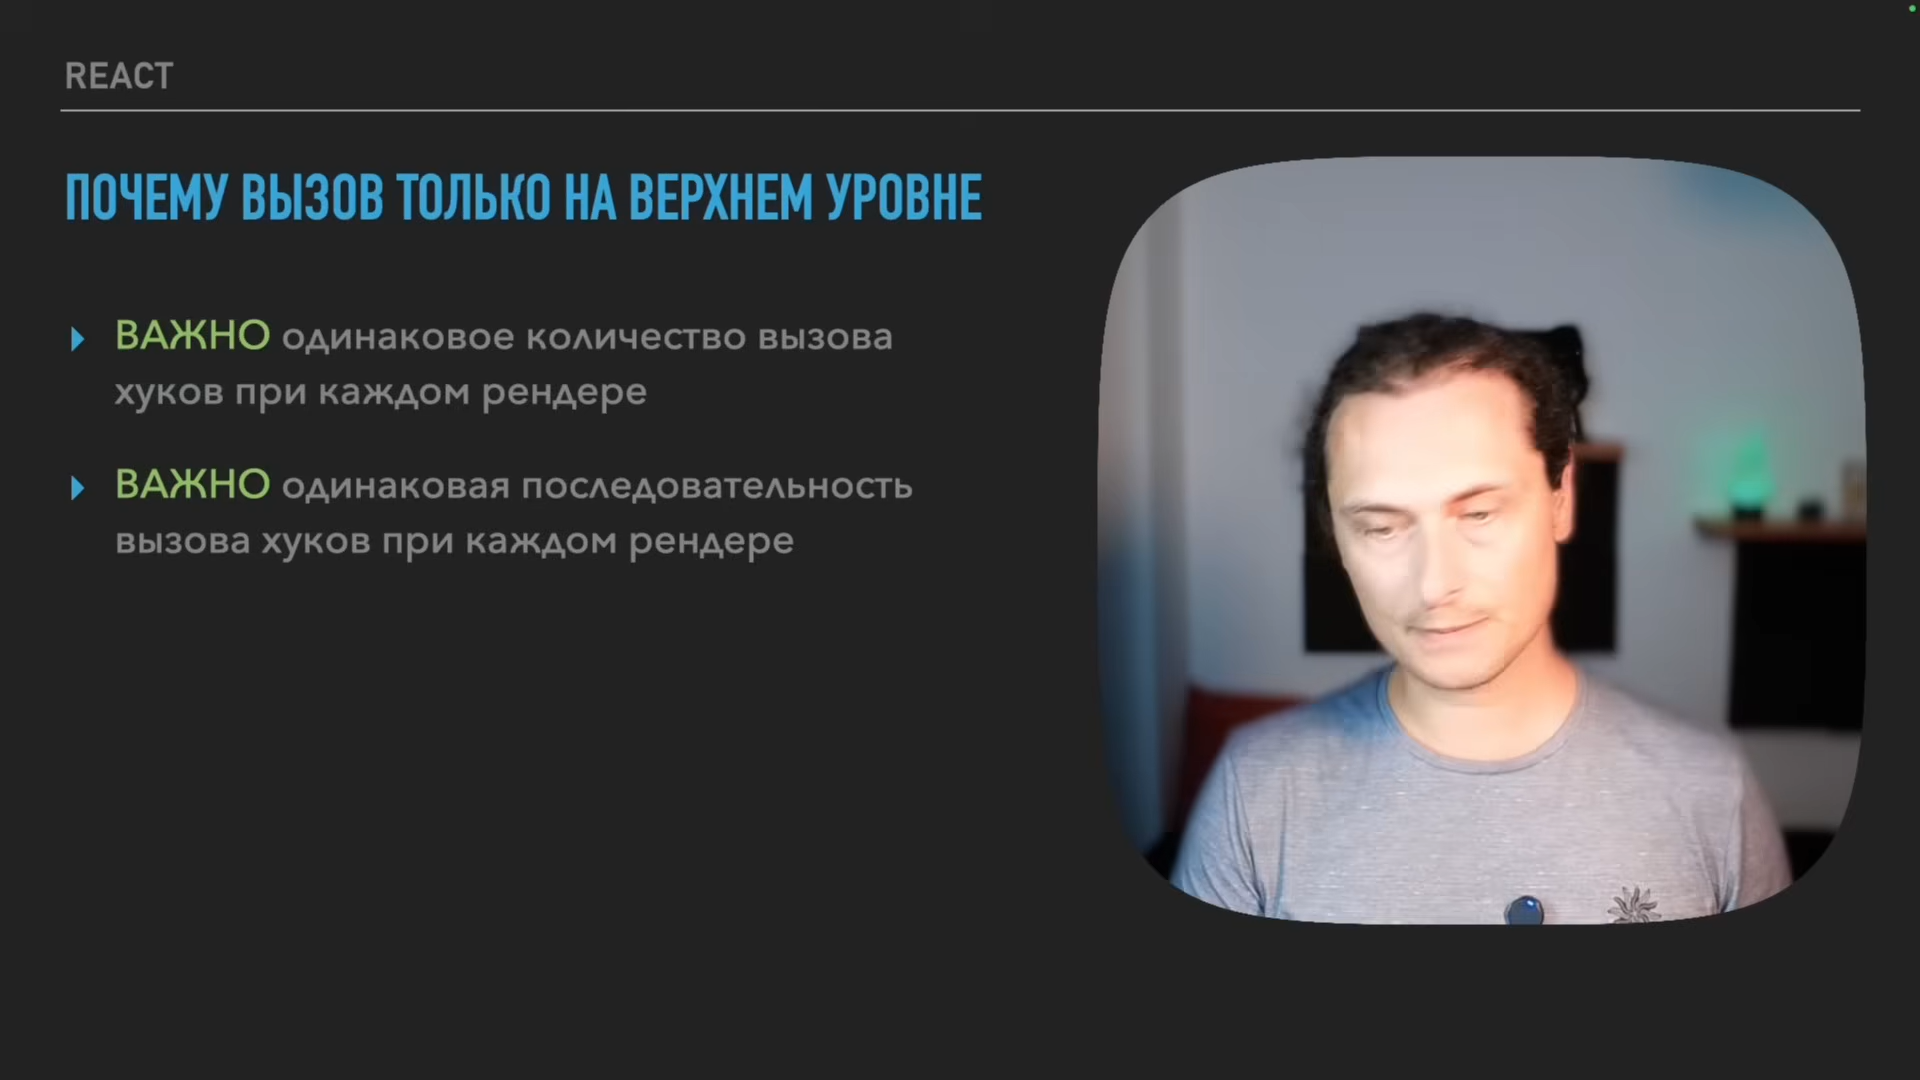 REACT
ПОЧЕМУ ВЫЗОВ ТОЛЬКО НА ВЕРХНЕМ УРОВНЕ
ВАЖНО одинаковое количество вызова
хуков при каждом рендере
ВАЖНО одинаковая последовательность
вызова хуков при каждом рендере